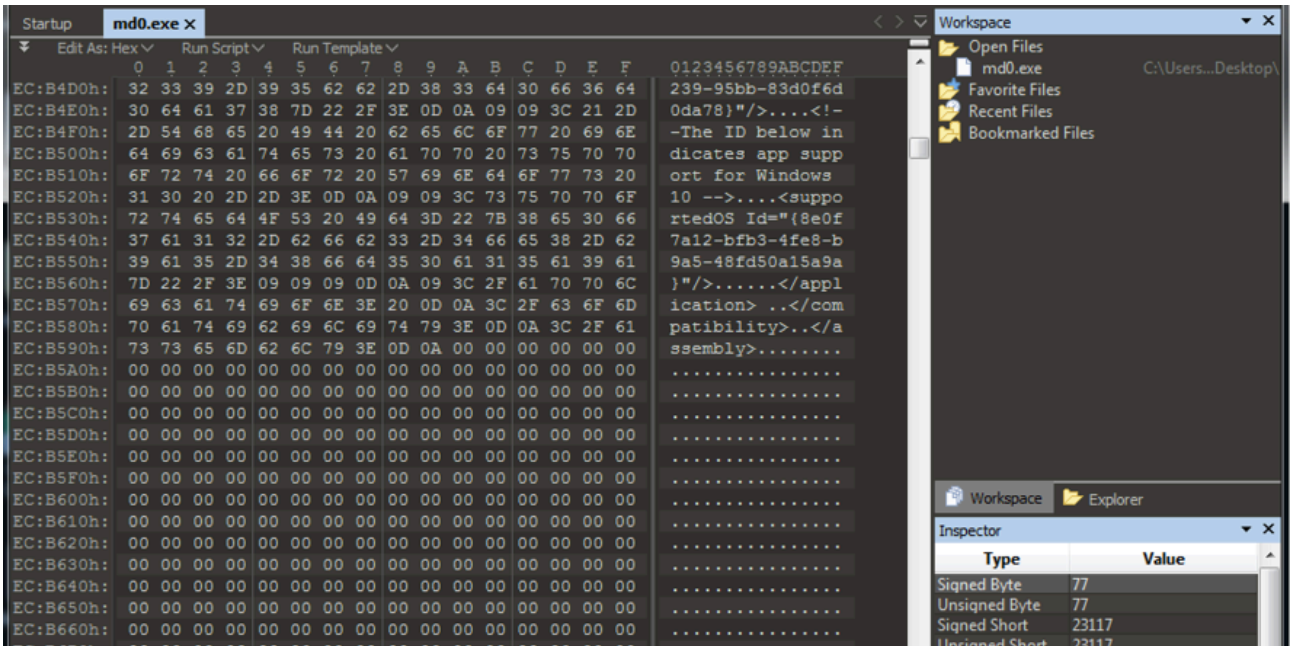 Startup md0.exe ×
Edit As: Hex Run Script Run Template
0 1 2 3 4 5 6 7 8 9 A B C D E F 0123456789ABCDEF
EC:B4D0h: 32 33 39 2D 39 35 62 62 2D 38 33 64 30 66 36 64 239-95bb-83d0f6d
EC:B4E0h: 30 64 61 37 38 7D 22 2F 3E 0D 0A 09 09 3C 21 2D 0da78}"/>....<!-
EC:B4F0h: 2D 54 68 65 20 49 44 20 62 65 6C 6F 77 20 69 6E -The ID below in
EC:B500h: 64 69 63 61 74 65 73 20 61 70 70 20 73 75 70 70 dicates app supp
EC:B510h: 6F 72 74 20 66 6F 72 20 57 69 6E 64 6F 77 73 20 ort for Windows
EC:B520h: 31 30 20 2D 2D 3E 0D 0A 09 09 3C 73 75 70 70 6F 10 -->....<suppo
EC:B530h: 72 74 65 64 4F 53 20 49 64 3D 22 7B 38 65 30 66 rtedOS Id="{8e0f
EC:B540h: 37 61 31 32 2D 62 66 62 33 2D 34 66 65 38 2D 62 7a12-bfb3-4fe8-b
EC:B550h: 39 61 35 2D 34 38 66 64 35 30 61 31 35 61 39 61 9a5-48fd50a15a9a
EC:B560h: 7D 22 2F 3E 09 09 09 0D 0A 09 3C 2F 61 70 70 6C }"/>......</appl
EC:B570h: 69 63 61 74 69 6F 6E 3E 20 0D 0A 3C 2F 63 6F 6D ication> ..</com
EC:B580h: 70 61 74 69 62 69 6C 69 74 79 3E 0D 0A 3C 2F 61 patibility>..</a
EC:B590h: 73 73 65 6D 62 6C 79 3E 0D 0A 00 00 00 00 00 00 ssembly>........
EC:B5A0h: 00 00 00 00 00 00 00 00 00 00 00 00 00 00 00 00 ................
EC:B5B0h: 00 00 00 00 00 00 00 00 00 00 00 00 00 00 00 00 ................
EC:B5C0h: 00 00 00 00 00 00 00 00 00 00 00 00 00 00 00 00 ................
EC:B5D0h: 00 00 00 00 00 00 00 00 00 00 00 00 00 00 00 00 ................
EC:B5E0h: 00 00 00 00 00 00 00 00 00 00 00 00 00 00 00 00 ................
EC:B5F0h: 00 00 00 00 00 00 00 00 00 00 00 00 00 00 00 00 ................
EC:B600h: 00 00 00 00 00 00 00 00 00 00 00 00 00 00 00 00 ................
EC:B610h: 00 00 00 00 00 00 00 00 00 00 00 00 00 00 00 00 ................
EC:B620h: 00 00 00 00 00 00 00 00 00 00 00 00 00 00 00 00 ................
EC:B630h: 00 00 00 00 00 00 00 00 00 00 00 00 00 00 00 00 ................
EC:B640h: 00 00 00 00 00 00 00 00 00 00 00 00 00 00 00 00 ................
EC:B650h: 00 00 00 00 00 00 00 00 00 00 00 00 00 00 00 00 ................
EC:B660h: 00 00 00 00 00 00 00 00 00 00 00 00 00 00 00 00 ................
Workspace
Open Files
md0.exe C:\Users...Desktop\
Favorite Files
Recent Files
Bookmarked Files
Workspace Explorer
Inspector
Type Value
Signed Byte 77
Unsigned Byte 77
Signed Short 23117
Unsigned Short 23117